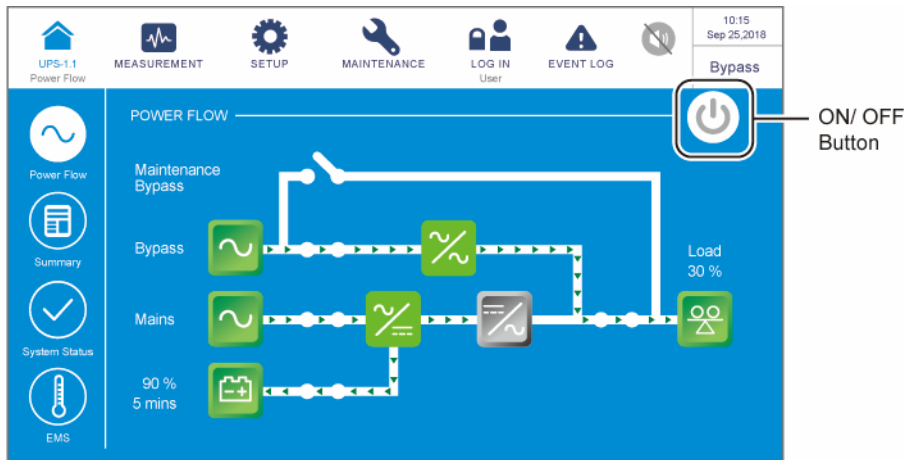 UPS-1.1
Power Flow
MEASUREMENT
SETUP
MAINTENANCE
LOG IN
User
EVENT LOG
10:15
Sep 25,2018
Bypass
POWER FLOW
ON/ OFF
Button
Power Flow
Maintenance
Bypass
Summary
Bypass
Load
30 %
Mains
System Status
90 %
5 mins
EMS